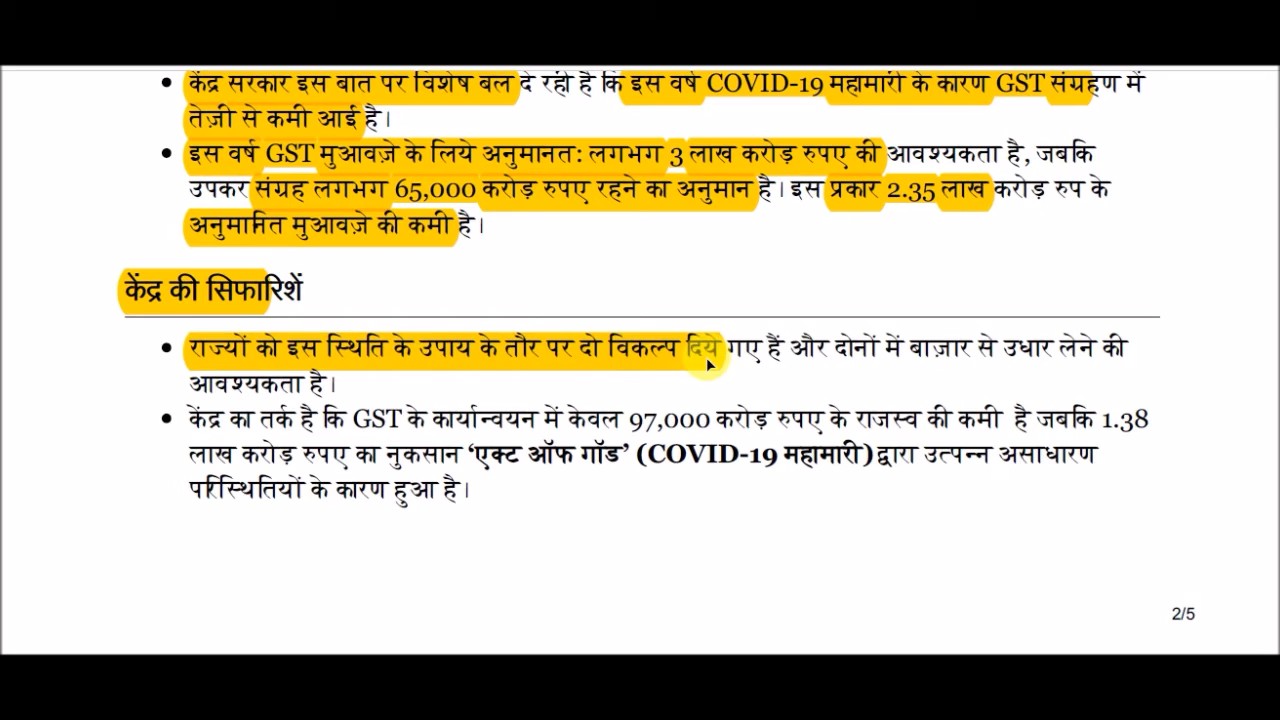 • केंद्र सरकार इस बात पर विशेष बल दे रही है कि इस वर्ष COVID-19 महामारी के कारण GST संग्रहण में
तेज़ी से कमी आई है।
• इस वर्ष GST मुआवज़े के लिये अनुमानत: लगभग 3 लाख करोड़ रुपए की आवश्यकता है, जबकि
उपकर संग्रह लगभग 65,000 करोड़ रुपए रहने का अनुमान है। इस प्रकार 2.35 लाख करोड़ रुप के
अनुमानित मुआवज़े की कमी है।
केंद्र की सिफारिशें
• राज्यों को इस स्थिति के उपाय के तौर पर दो विकल्प दिये गए हैं और दोनों में बाज़ार से उधार लेने की
आवश्यकता है।
• केंद्र का तर्क है कि GST के कार्यान्वयन में केवल 97,000 करोड़ रुपए के राजस्व की कमी है जबकि 1.38
लाख करोड़ रुपए का नुकसान ‘एक्ट ऑफ गॉड’ (COVID-19 महामारी) द्वारा उत्पन्न असाधारण
परिस्थितियों के कारण हुआ है।
2/5